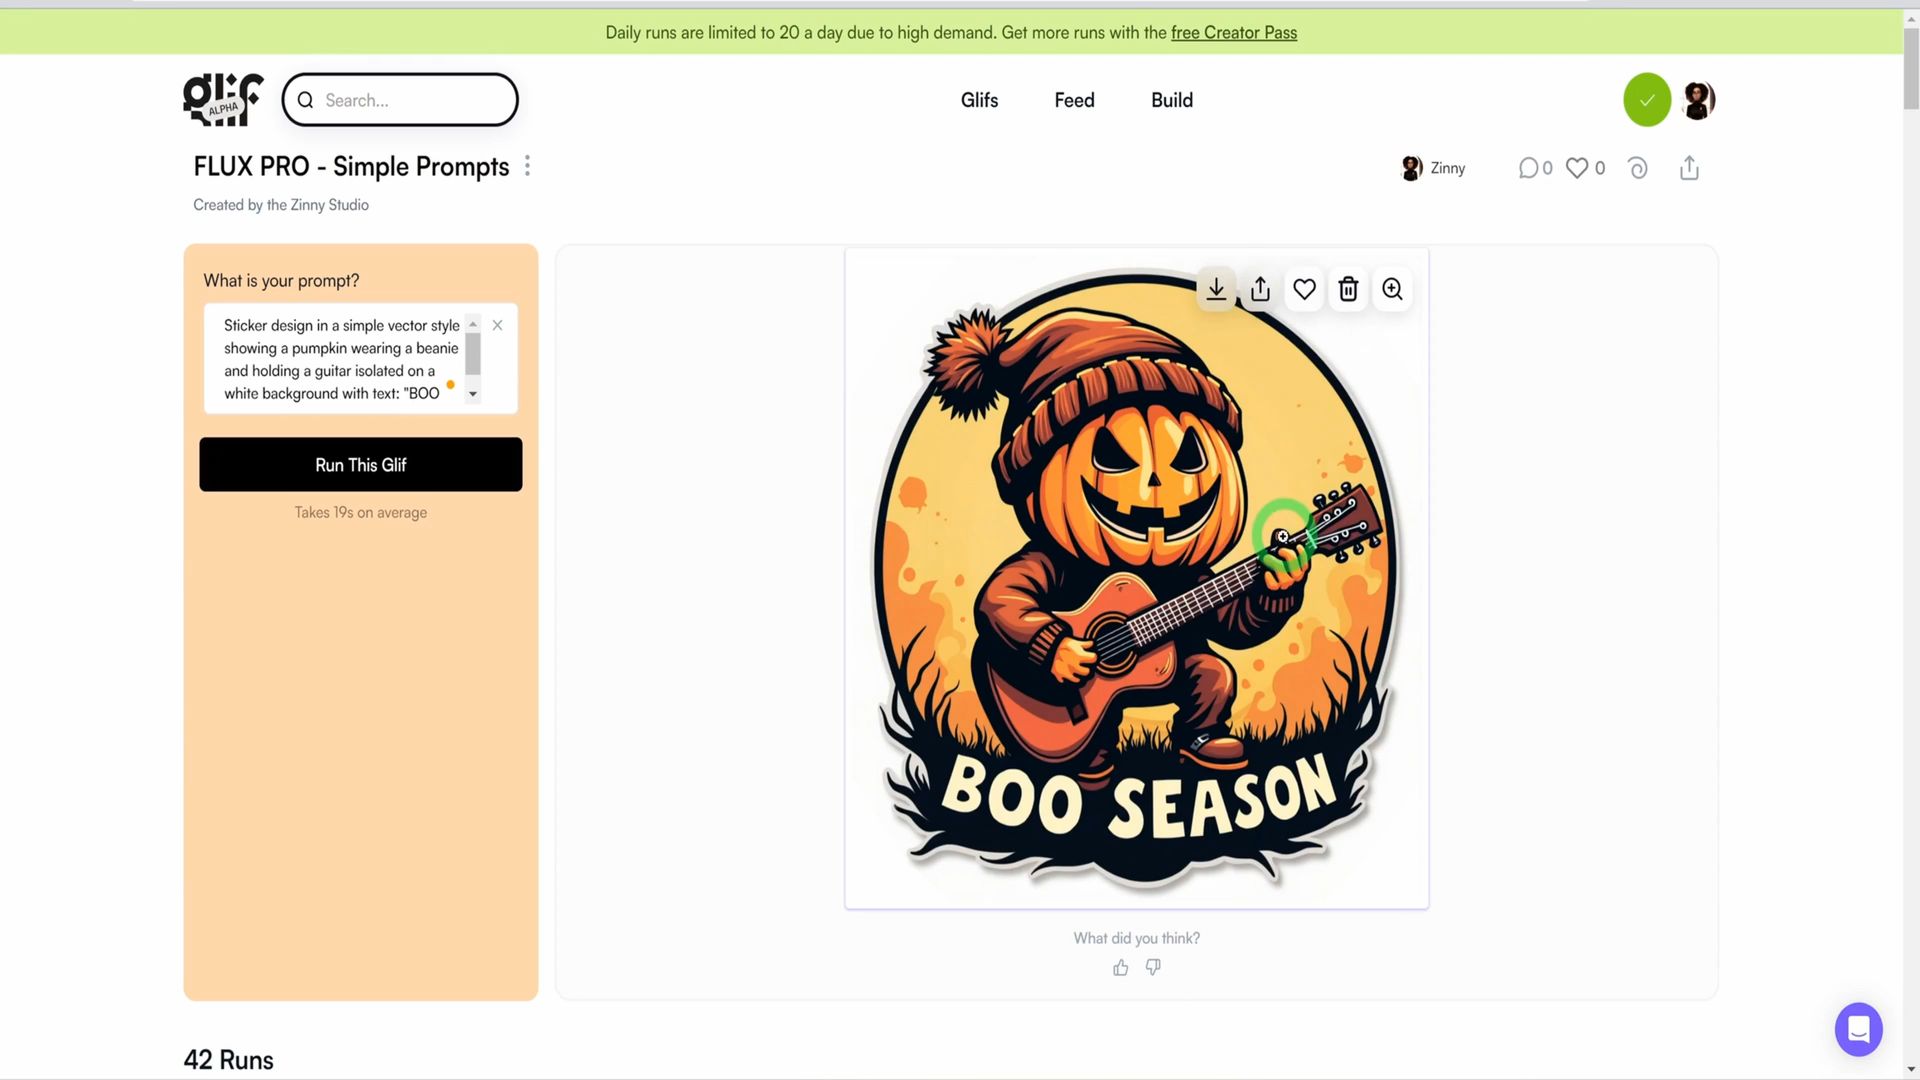 Daily runs are limited to 20 a day due to high demand. Get more runs with the free Creator Pass
glif
ALPHA
Search...
Glifs
Feed
Build
FLUX PRO - Simple Prompts
Created by the Zinny Studio
Zinny
0
0
What is your prompt?
Sticker design in a simple vector style
showing a pumpkin wearing a beanie
and holding a guitar isolated on a
white background with text: "BOO
Run This Glif
Takes 19s on average
BOO SEASON
What did you think?
42 Runs